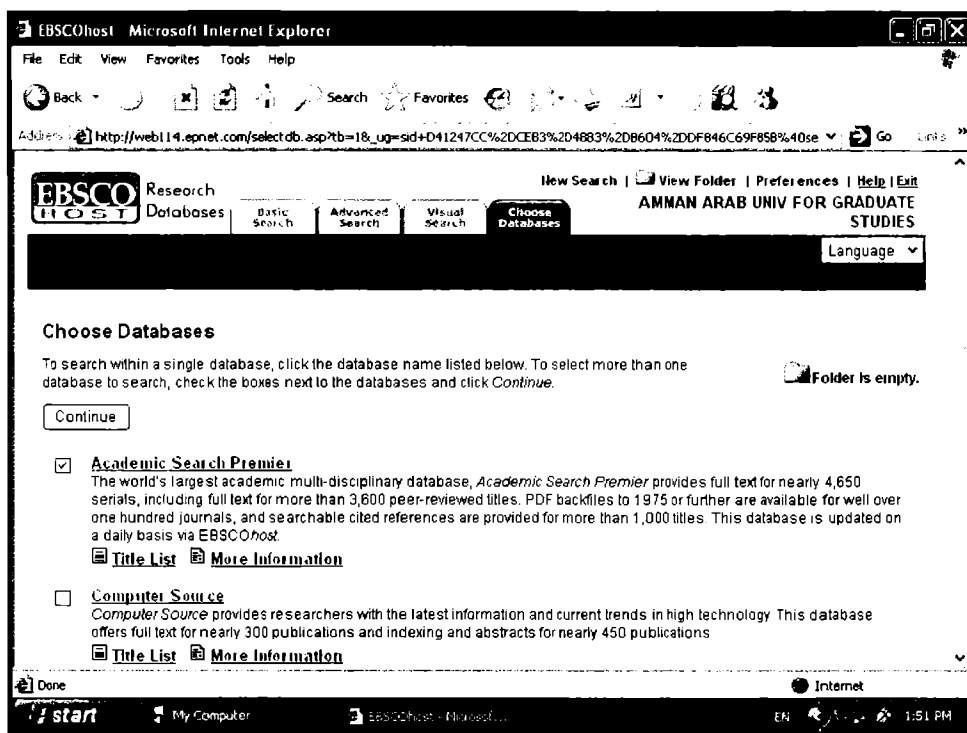 EBSCOhost Microsoft Internet Explorer
File Edit View Favorites Tools Help
Back Search Favorites
Address http://web114.epnet.com/selectdb.asp?tb=1&_ug=sid+D41247CC%2DCEB3%2D4883%2DB604%2DDF846C69F85B%40se Go Links »
EBSCO HOST Research Databases
Basic Search Advanced Search Visual Search Choose Databases
New Search | View Folder | Preferences | Help | Exit
AMMAN ARAB UNIV FOR GRADUATE
STUDIES
Language
Choose Databases
To search within a single database, click the database name listed below. To select more than one
database to search, check the boxes next to the databases and click Continue.
Folder is empty.
Continue
Academic Search Premier
The world's largest academic multi-disciplinary database, Academic Search Premier provides full text for nearly 4,650
serials, including full text for more than 3,600 peer-reviewed titles. PDF backfiles to 1975 or further are available for well over
one hundred journals, and searchable cited references are provided for more than 1,000 titles. This database is updated on
a daily basis via EBSCOhost.
Title List More Information
Computer Source
Computer Source provides researchers with the latest information and current trends in high technology This database
offers full text for nearly 300 publications and indexing and abstracts for nearly 450 publications
Title List More Information
Done Internet
start My Computer EBSCOhost - Microsof... EN 1:51 PM